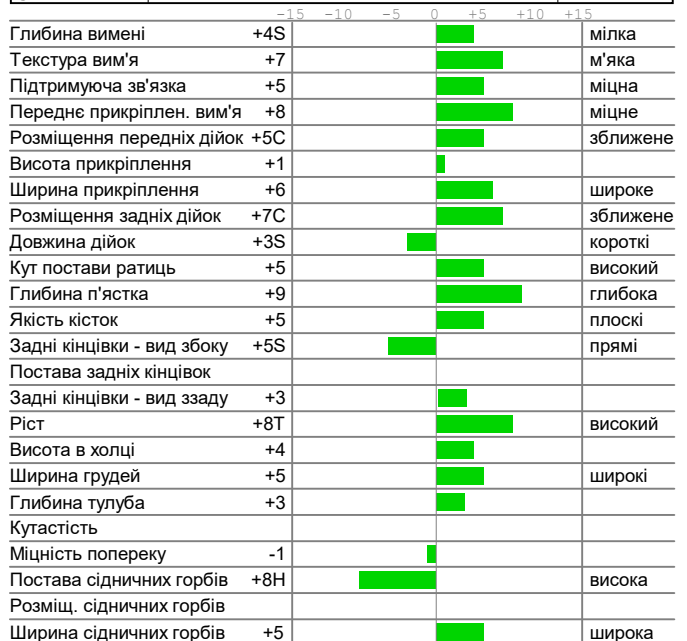 -15 -10 -5 0 +5 +10 +15
Глибина вимені +4S мілка
Текстура вим'я +7 м'яка
Підтримуюча зв'язка +5 міцна
Переднє прикріплен. вим'я +8 міцне
Розміщення передніх дійок +5C зближене
Висота прикріплення +1
Ширина прикріплення +6 широке
Розміщення задніх дійок +7C зближене
Довжина дійок +3S короткі
Кут постави ратиць +5 високий
Глибина п'ястка +9 глибока
Якість кісток +5 плоскі
Задні кінцівки - вид збоку +5S прямі
Постава задніх кінцівок
Задні кінцівки - вид ззаду +3
Ріст +8T високий
Висота в холці +4
Ширина грудей +5 широкі
Глибина тулуба +3
Кутастість
Міцність попереку -1
Постава сідничних горбів +8H висока
Розміщ. сідничних горбів
Ширина сідничних горбів +5 широка